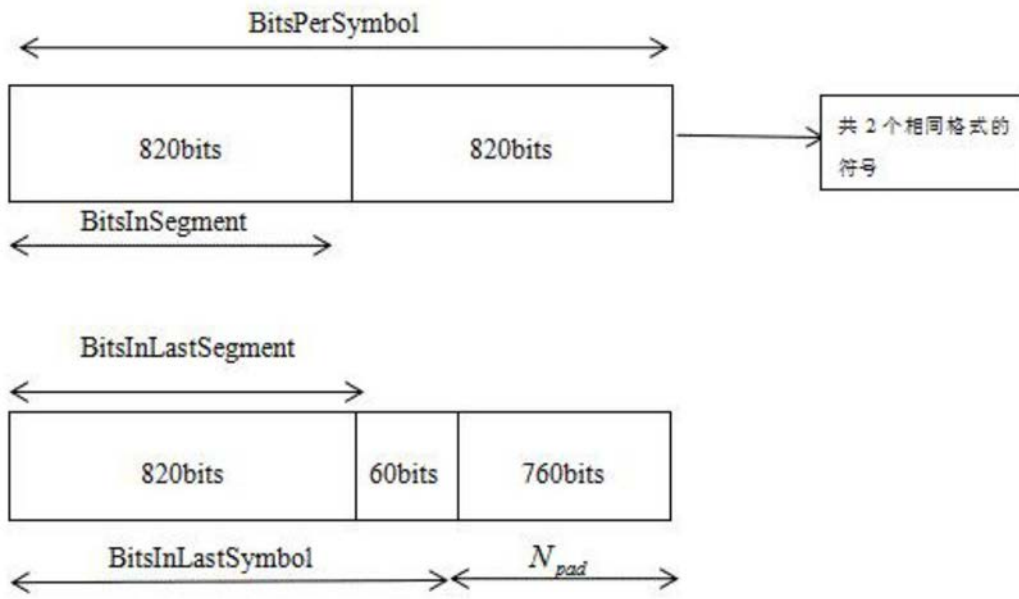 BitsPerSymbol
820bits
820bits
共 2 个相同格式的
符号
BitsInSegment
BitsInLastSegment
820bits
60bits
760bits
BitsInLastSymbol
N_pad